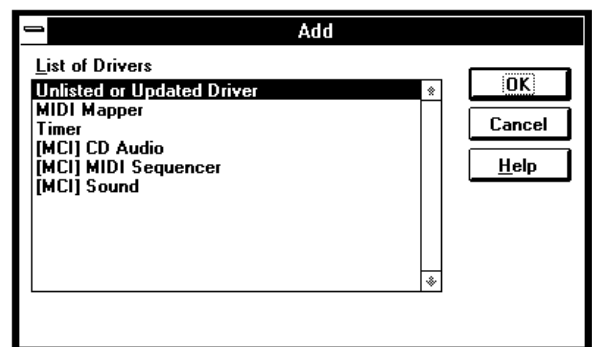 Add
List of Drivers
Unlisted or Updated Driver
MIDI Mapper
Timer
[MCI] CD Audio
[MCI] MIDI Sequencer
[MCI] Sound
OK
Cancel
Help